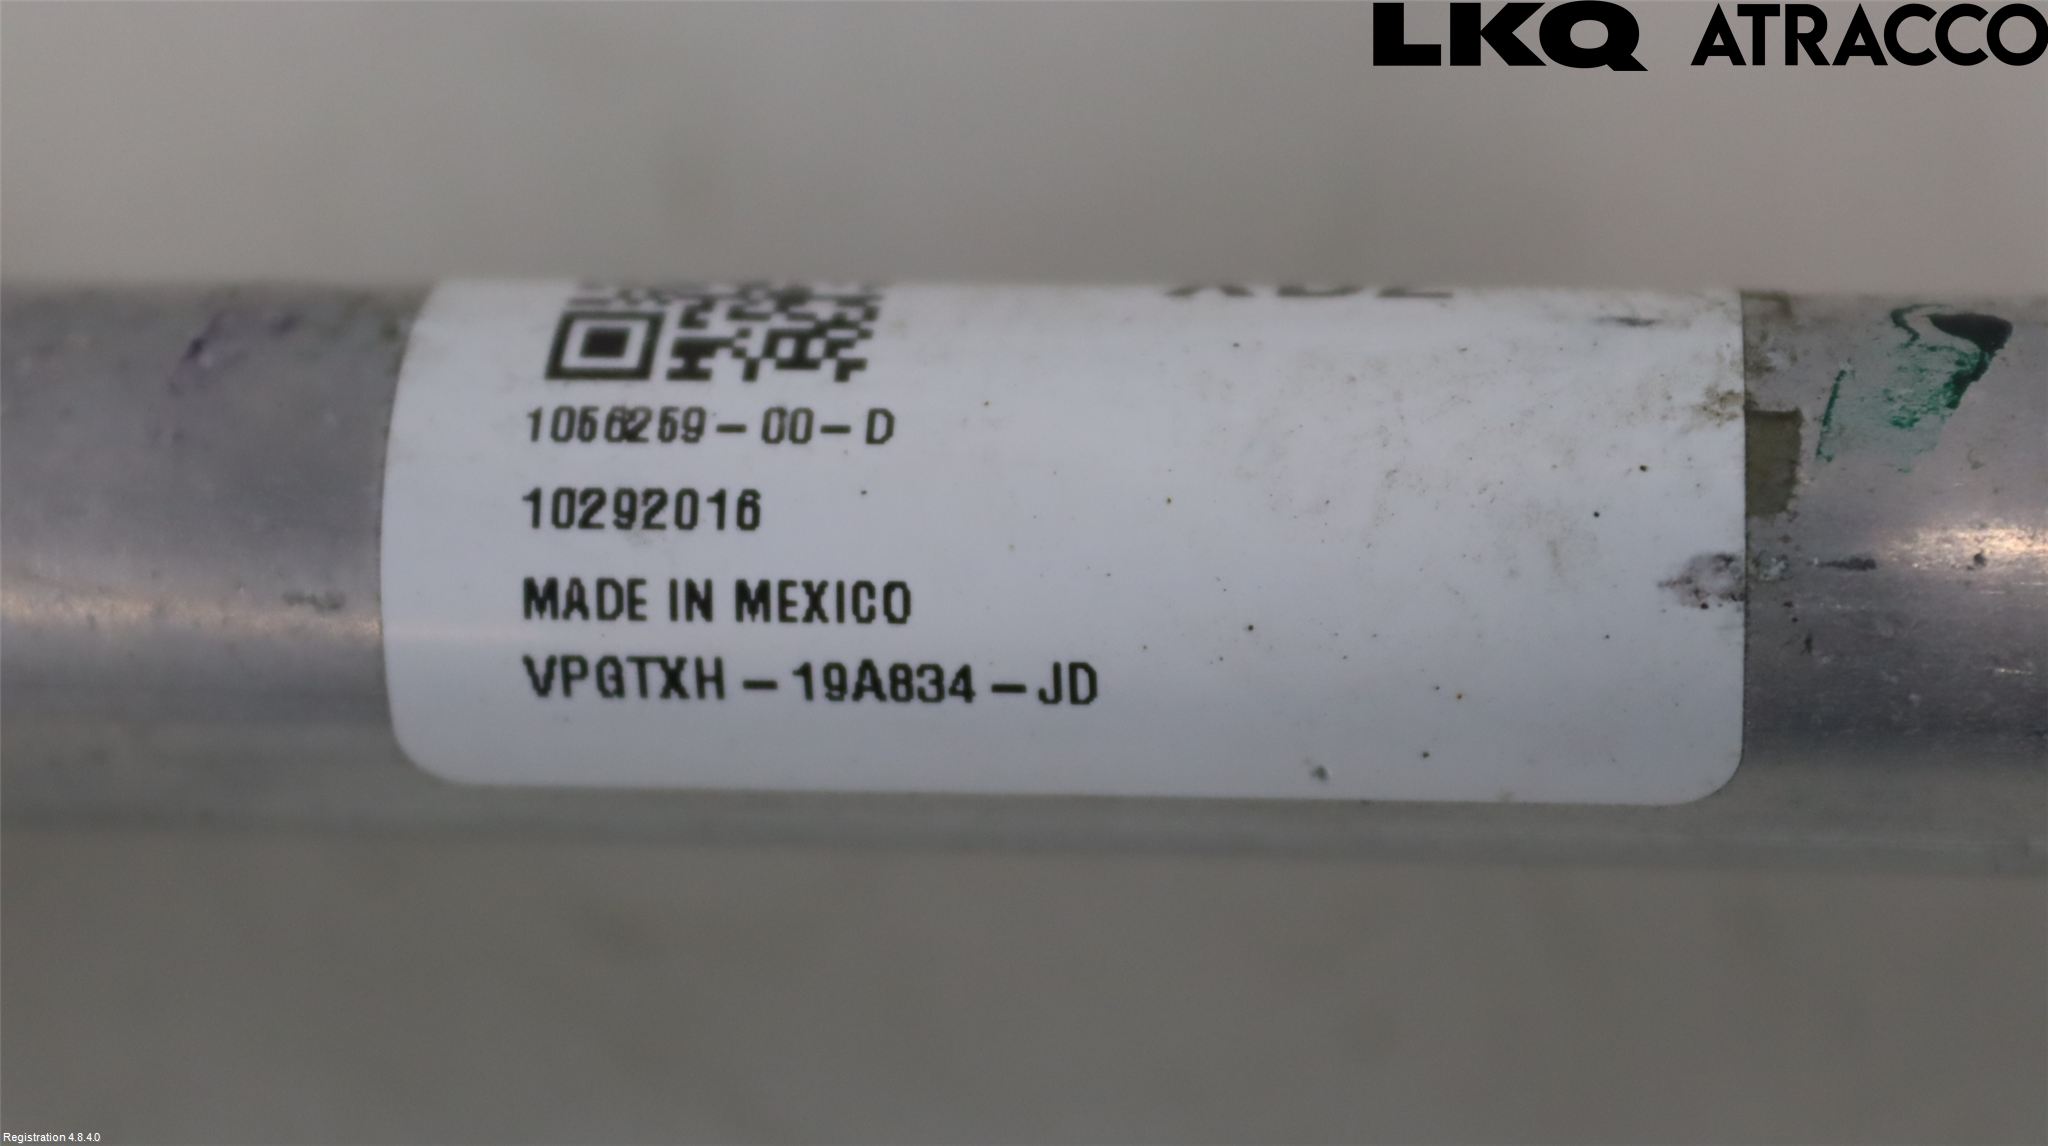 LKQ ATRACCO
1056259-00-D
10292016
MADE IN MEXICO
VPGTXH-19A834-JD
Registration 4.8.4.0